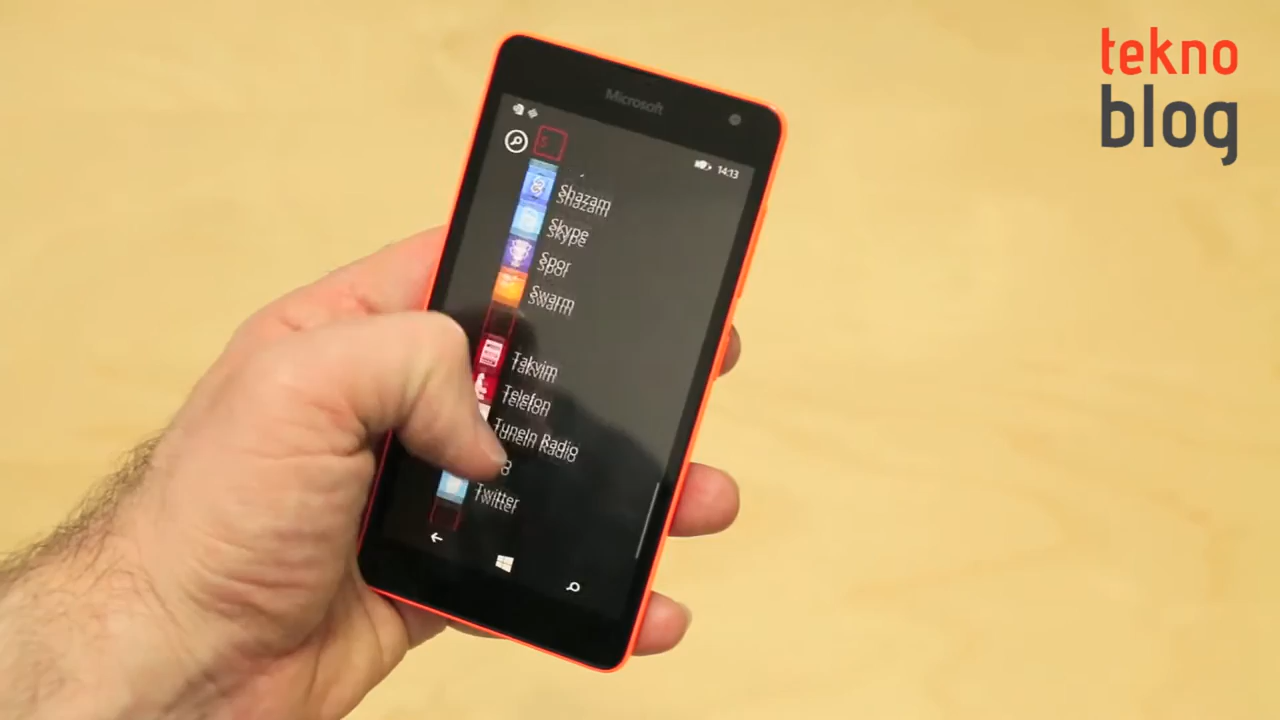 tekno
blog
Microsoft
14:13
S
Shazam
Skype
Spor
Swarm
Takvim
Telefon
TuneIn Radio
Twitter